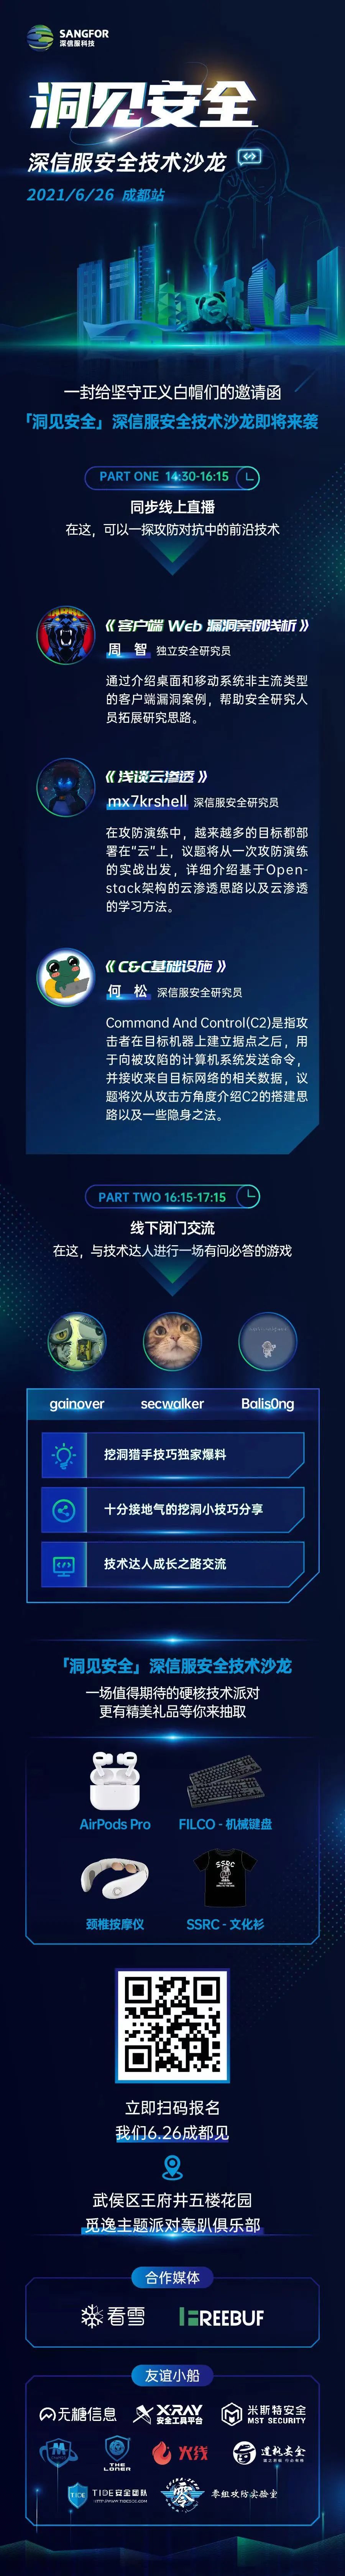 SANGFOR
深信服科技
洞见安全
深信服安全技术沙龙
2021/6/26 成都站
一封给坚守正义白帽们的邀请函
「洞见安全」深信服安全技术沙龙即将来袭
PART ONE 14:30-16:15
同步线上直播
在这，可以一探攻防对抗中的前沿技术
《客户端 Web 漏洞案例浅析》
周 智 独立安全研究员
通过介绍桌面和移动系统非主流类型
的客户端漏洞案例，帮助安全研究人
员拓展研究思路。
《浅谈云渗透》
mx7krshell 深信服安全研究员
在攻防演练中，越来越多的目标都部
署在"云"上，议题将从一次攻防演练
的实战出发，详细介绍基于Open-
stack架构的云渗透思路以及云渗透
的学习方法。
《C&C基础设施》
何 松 深信服安全研究员
Command And Control(C2)是指攻
击者在目标机器上建立据点之后，用
于向被攻陷的计算机系统发送命令，
并接收来自目标网络的相关数据，议
题将次从攻击方角度介绍C2的搭建思
路以及一些隐身之法。
PART TWO 16:15-17:15
线下闭门交流
在这，与技术达人进行一场有问必答的游戏
gainover secwalker Balis0ng
挖洞猎手技巧独家爆料
十分接地气的挖洞小技巧分享
技术达人成长之路交流
「洞见安全」深信服安全技术沙龙
一场值得期待的硬核技术派对
更有精美礼品等你来抽取
AirPods Pro FILCO - 机械键盘
SSRC
颈椎按摩仪 SSRC - 文化衫
立即扫码报名
我们6.26成都见
武侯区王府井五楼花园
觅逸主题派对轰趴俱乐部
合作媒体
看雪 FREEBUF
友谊小船
无糖信息 X-RAY 安全工具平台 米斯特安全 MST SECURITY
THE LONER 火线 道格安全
TIDE TIDE安全团队 零 零组攻防实验室